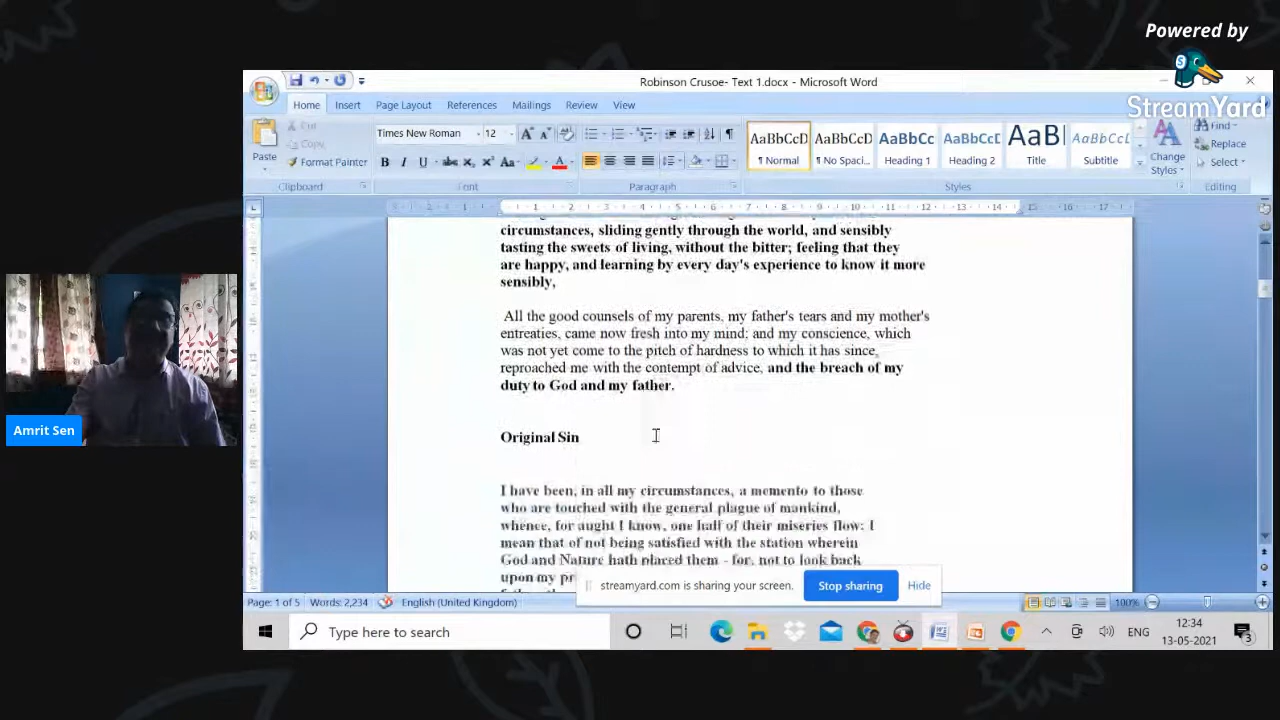 Powered by
StreamYard
Robinson Crusoe- Text 1.docx - Microsoft Word
Home Insert Page Layout References Mailings Review View
Paste
Cut
Copy
Format Painter
Times New Roman 12
AaBbCcD AaBbCcD AaBbCc AaBbCcD AaB AaBbCcD
¶ Normal ¶ No Spaci... Heading 1 Heading 2 Title Subtitle
Change
Styles
Find
Replace
Select
Clipboard Font Paragraph Styles Editing
circumstances, sliding gently through the world, and sensibly
tasting the sweets of living, without the bitter; feeling that they
are happy, and learning by every day's experience to know it more
sensibly,
All the good counsels of my parents, my father's tears and my mother's
entreaties, came now fresh into my mind; and my conscience, which
was not yet come to the pitch of hardness to which it has since,
reproached me with the contempt of advice, and the breach of my
duty to God and my father.
Original Sin
I have been, in all my circumstances, a memento to those
who are touched with the general plague of mankind,
whence, for aught I know, one half of their miseries flow: I
mean that of not being satisfied with the station wherein
God and Nature hath placed them - for, not to look back
upon my pr
Amrit Sen
streamyard.com is sharing your screen. Stop sharing Hide
Page: 1 of 5 Words: 2,234 English (United Kingdom) 100%
Type here to search
ENG
12:34
13-05-2021
3